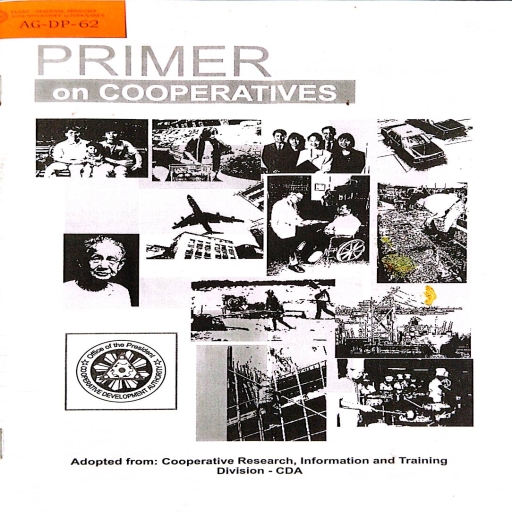 AG-DP-62
PRIMER
on COOPERATIVES
Office of the President
COOPERATIVE DEVELOPMENT AUTHORITY
Adopted from: Cooperative Research, Information and Training
Division - CDA